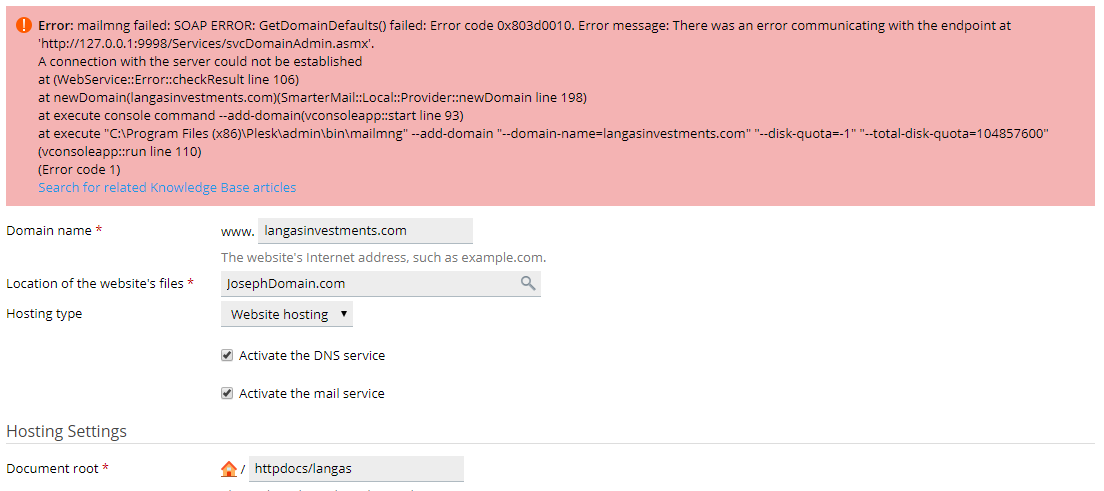 Error: mailmng failed: SOAP ERROR: GetDomainDefaults() failed: Error code 0x803d0010. Error message: There was an error communicating with the endpoint at
'http://127.0.0.1:9998/Services/svcDomainAdmin.asmx'.
A connection with the server could not be established
at (WebService::Error::checkResult line 106)
at newDomain(langasinvestments.com)(SmarterMail::Local::Provider::newDomain line 198)
at execute console command --add-domain(vconsoleapp::start line 93)
at execute "C:\Program Files (x86)\Plesk\admin\bin\mailmng" --add-domain "--domain-name=langasinvestments.com" "--disk-quota=-1" "--total-disk-quota=104857600"
(vconsoleapp::run line 110)
(Error code 1)
Search for related Knowledge Base articles
Domain name * www. langasinvestments.com
The website's Internet address, such as example.com.
Location of the website's files * JosephDomain.com
Hosting type Website hosting
Activate the DNS service
Activate the mail service
Hosting Settings
Document root * / httpdocs/langas